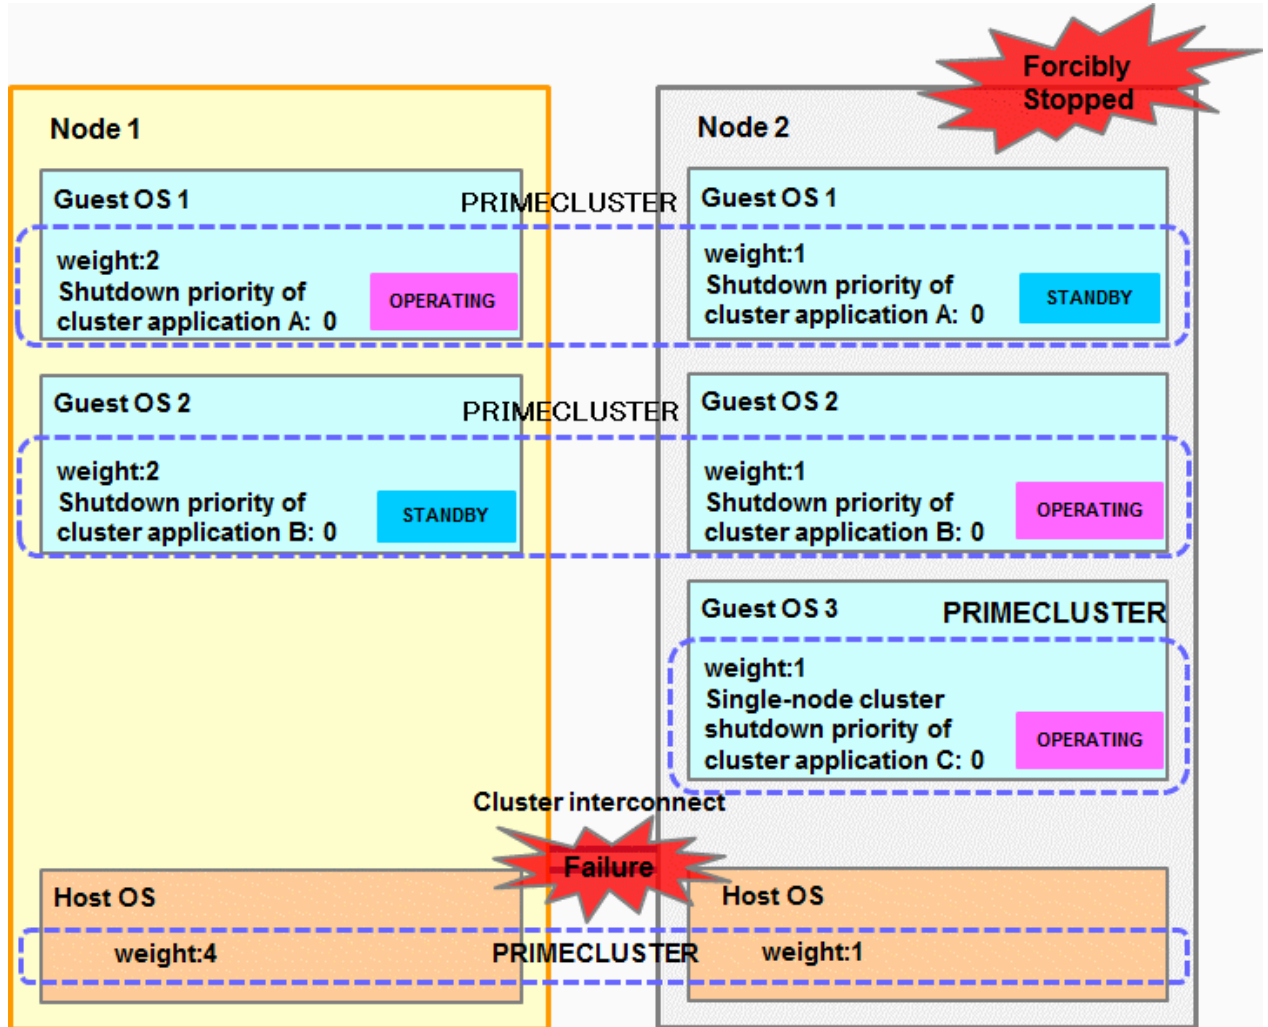 Forcibly
Stopped
Node 1
Node 2
Guest OS 1
PRIMECLUSTER
Guest OS 1
weight:2
Shutdown priority of
cluster application A: 0
OPERATING
weight:1
Shutdown priority of
cluster application A: 0
STANDBY
Guest OS 2
PRIMECLUSTER
Guest OS 2
weight:2
Shutdown priority of
cluster application B: 0
STANDBY
weight:1
Shutdown priority of
cluster application B: 0
OPERATING
Guest OS 3
PRIMECLUSTER
weight:1
Single-node cluster
shutdown priority of
cluster application C: 0
OPERATING
Cluster interconnect
Failure
Host OS
Host OS
weight:4
PRIMECLUSTER
weight:1